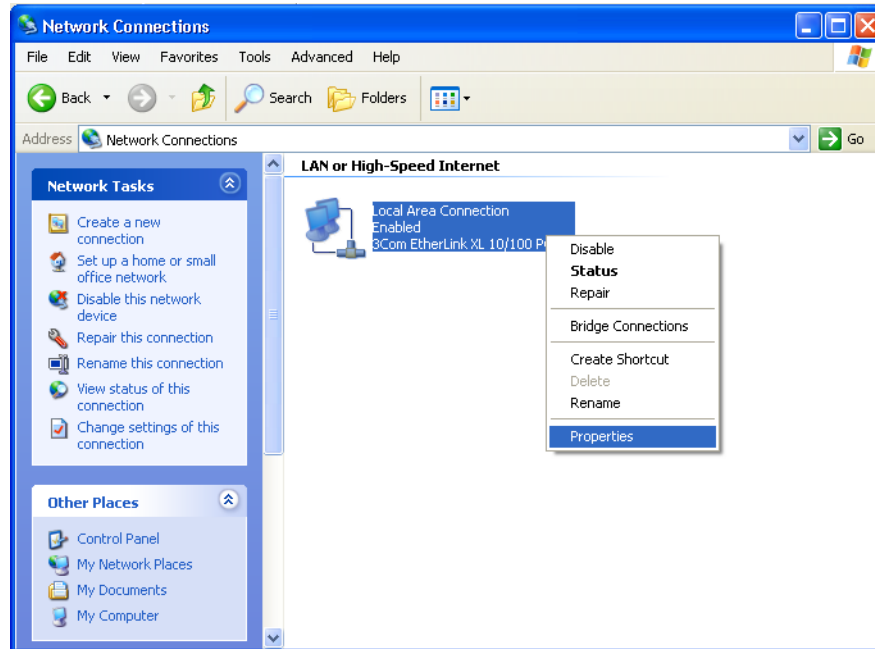 Network Connections
File Edit View Favorites Tools Advanced Help
Back Search Folders
Address Network Connections Go
Network Tasks
Create a new
connection
Set up a home or small
office network
Disable this network
device
Repair this connection
Rename this connection
View status of this
connection
Change settings of this
connection
Other Places
Control Panel
My Network Places
My Documents
My Computer
LAN or High-Speed Internet
Local Area Connection
Enabled
3Com EtherLink XL 10/100
Disable
Status
Repair
Bridge Connections
Create Shortcut
Delete
Rename
Properties